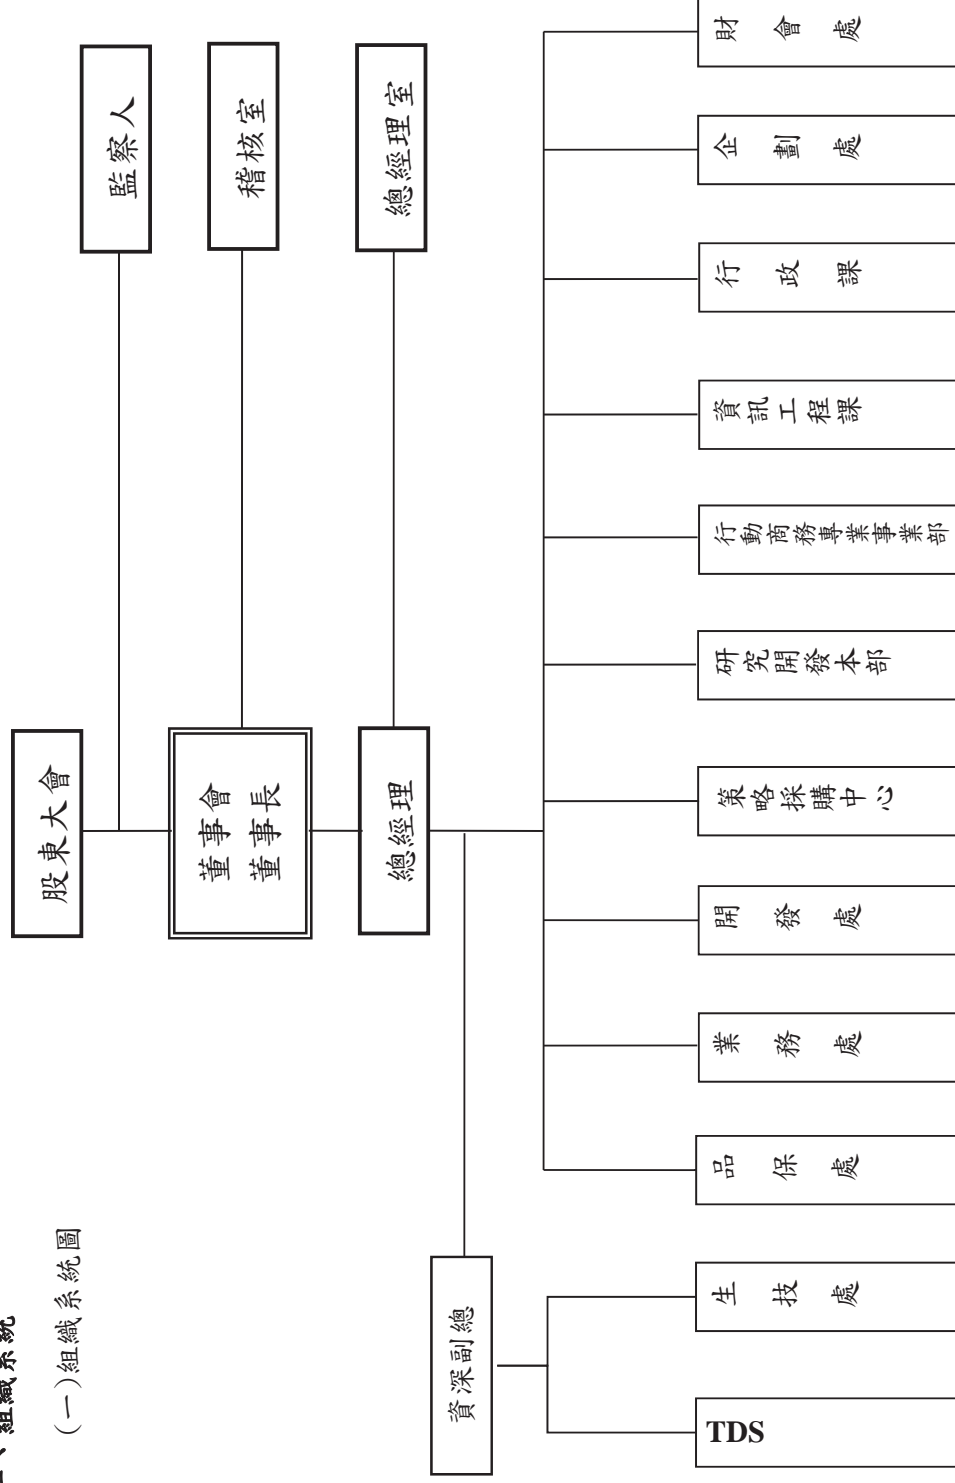 、組織系統
(一)組織系統圖
股東大會
監察人
董事會
董事長
稽核室
總經理
總經理室
資深副總
TDS
生技處
品保處
業務處
開發處
策略採購中心
研究開發本部
行動商務專業事業部
資訊工程課
行政課
企劃處
財會處